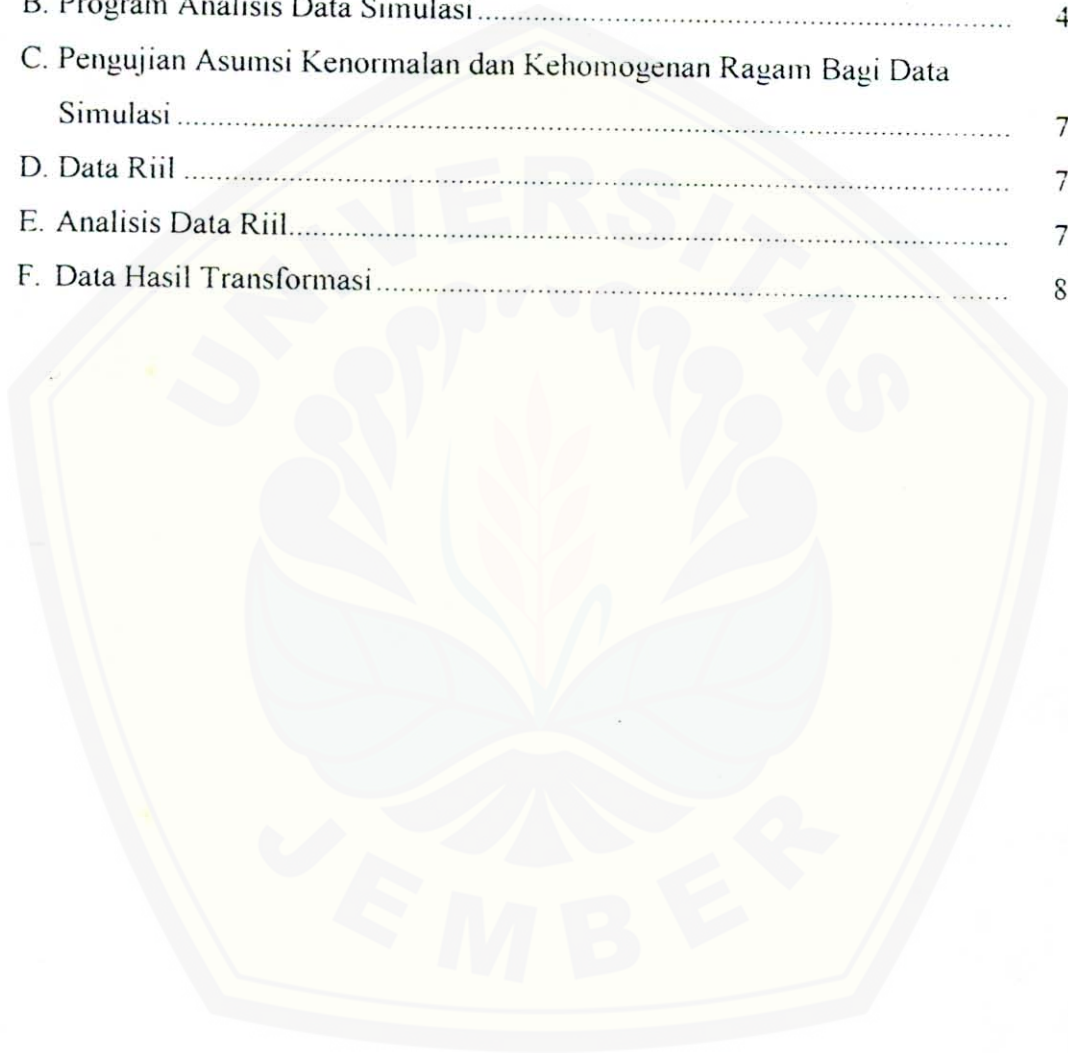 B. Program Analisis Data Simulasi ........ 4
C. Pengujian Asumsi Kenormalan dan Kehomogenan Ragam Bagi Data
Simulasi ........ 7
D. Data Riil ........ 7
E. Analisis Data Riil ........ 7
F. Data Hasil Transformasi ........ 8
UNIVERSITAS
JEMBER